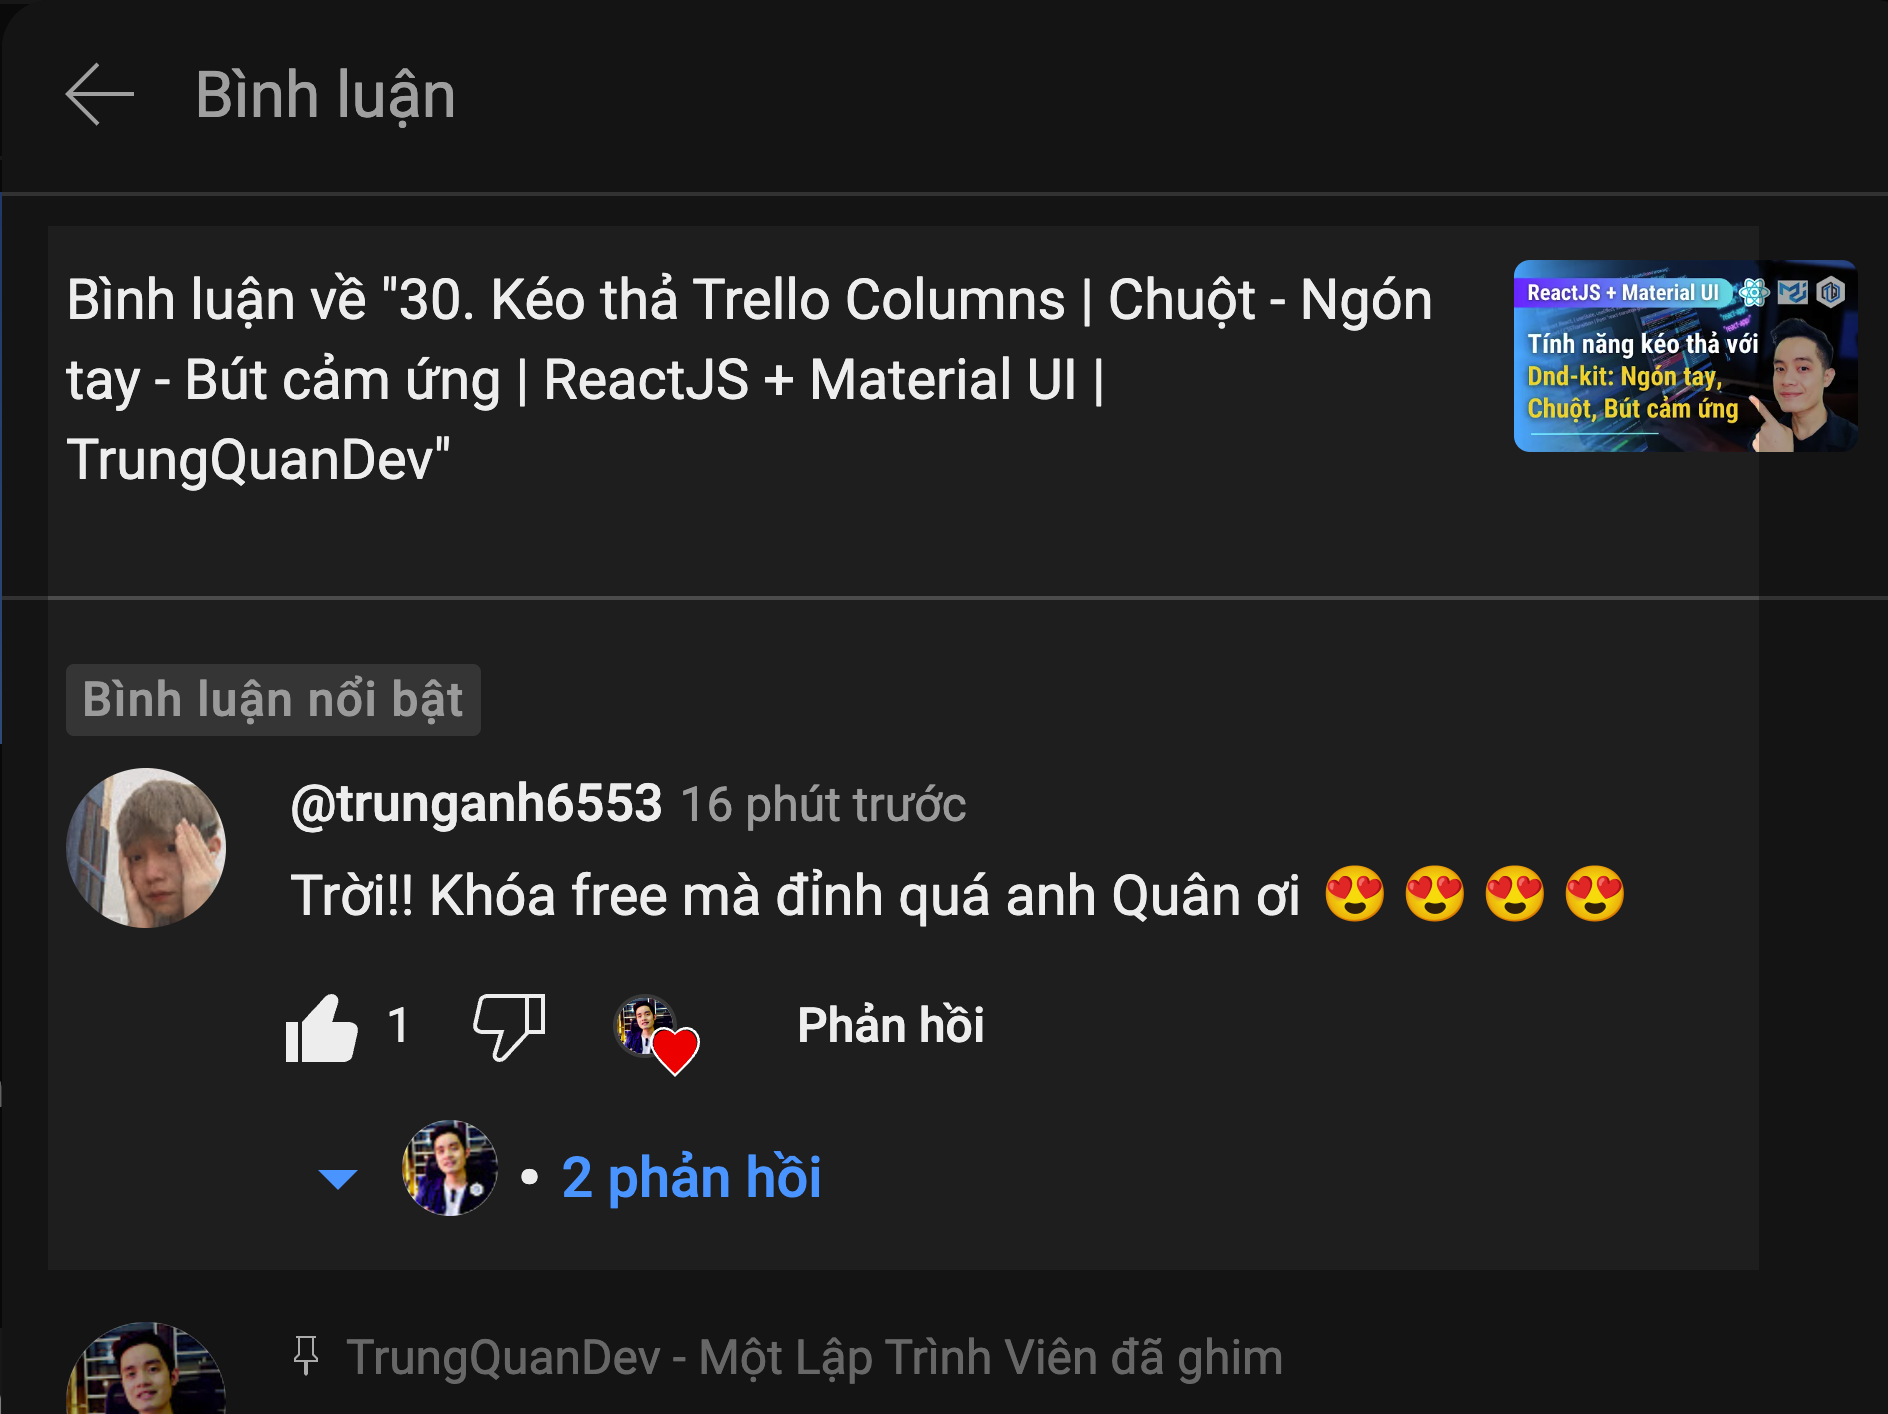 Bình luận
Bình luận về "30. Kéo thả Trello Columns | Chuột - Ngón
tay - Bút cảm ứng | ReactJS + Material UI |
TrungQuanDev"
ReactJS + Material UI
Tính năng kéo thả với
Dnd-kit: Ngón tay,
Chuột, Bút cảm ứng
Bình luận nổi bật
@trunganh6553 16 phút trước
Trời!! Khóa free mà đỉnh quá anh Quân ơi 😍 😍 😍 😍
1
Phản hồi
• 2 phản hồi
TrungQuanDev - Một Lập Trình Viên đã ghim